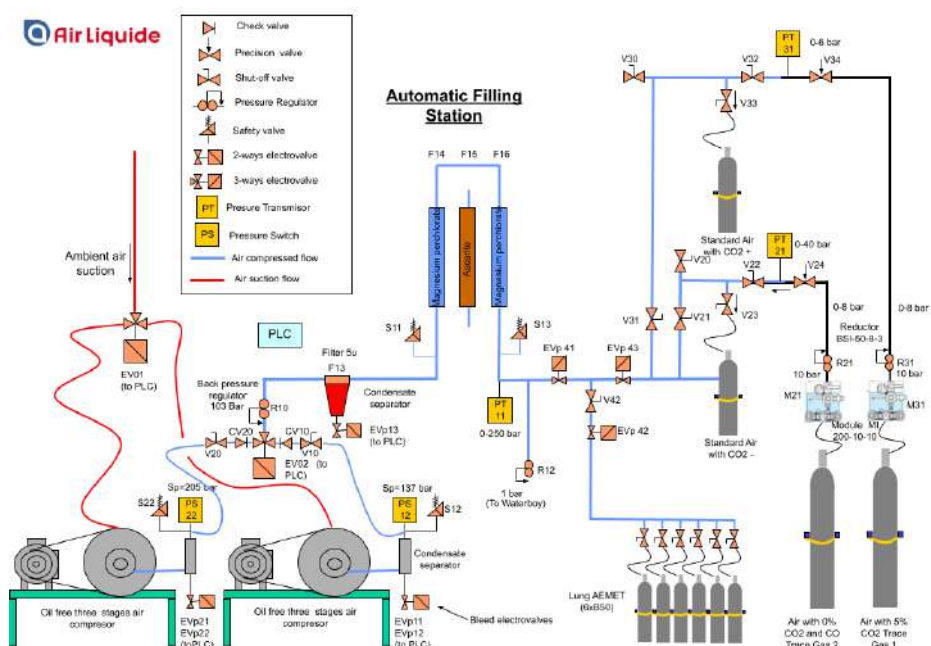 Air Liquide
Check valve
Precision valve
Shut-off valve
Pressure Regulator
Safety valve
2-ways electrovalve
3-ways electrovalve
PT
Presure Transmisor
PS
Pressure Switch
Air compressed flow
Air suction flow
Automatic Filling
Station
F14
F15
F16
Magnesium perchlorate
Ascarite
Magnesium perchlorate
Ambient air
suction
EV01
(to PLC)
PLC
S11
S13
Filter 5u
F13
Condensate
separator
Back pressure
regulator
103 Bar
R10
EVp13
(to PLC)
CV20
CV10
V20
V10
EV02 (to
PLC)
Sp=205 bar
S22
PS
22
Sp=137 bar
PS
12
S12
Condensate
separator
Oil free three stages air
compresor
EVp21
EVp22
(toPLC)
Oil free three stages air
compresor
EVp11
EVp12
(to PLC)
Bleed electrovalves
PT
11
0-250 bar
R12
1 bar
(To Waterboy)
EVp 41
EVp 43
V42
EVp 42
Lung AEMET
(6xB50)
V30
V32
PT
31
0-6 bar
V34
V33
Standard Air
with CO2 +
V20
V22
PT
21
0-40 bar
V24
V31
V21
V23
Standard Air
with CO2 –
0-8 bar
0-8 bar
Reductor
BSI-50-8-3
R21
R31
10 bar
10 bar
M21
M31
Module MI
200-10-10
Air with 0%
CO2 and CO
Trace Gas 2
Air with 5%
CO2 Trace
Gas 1